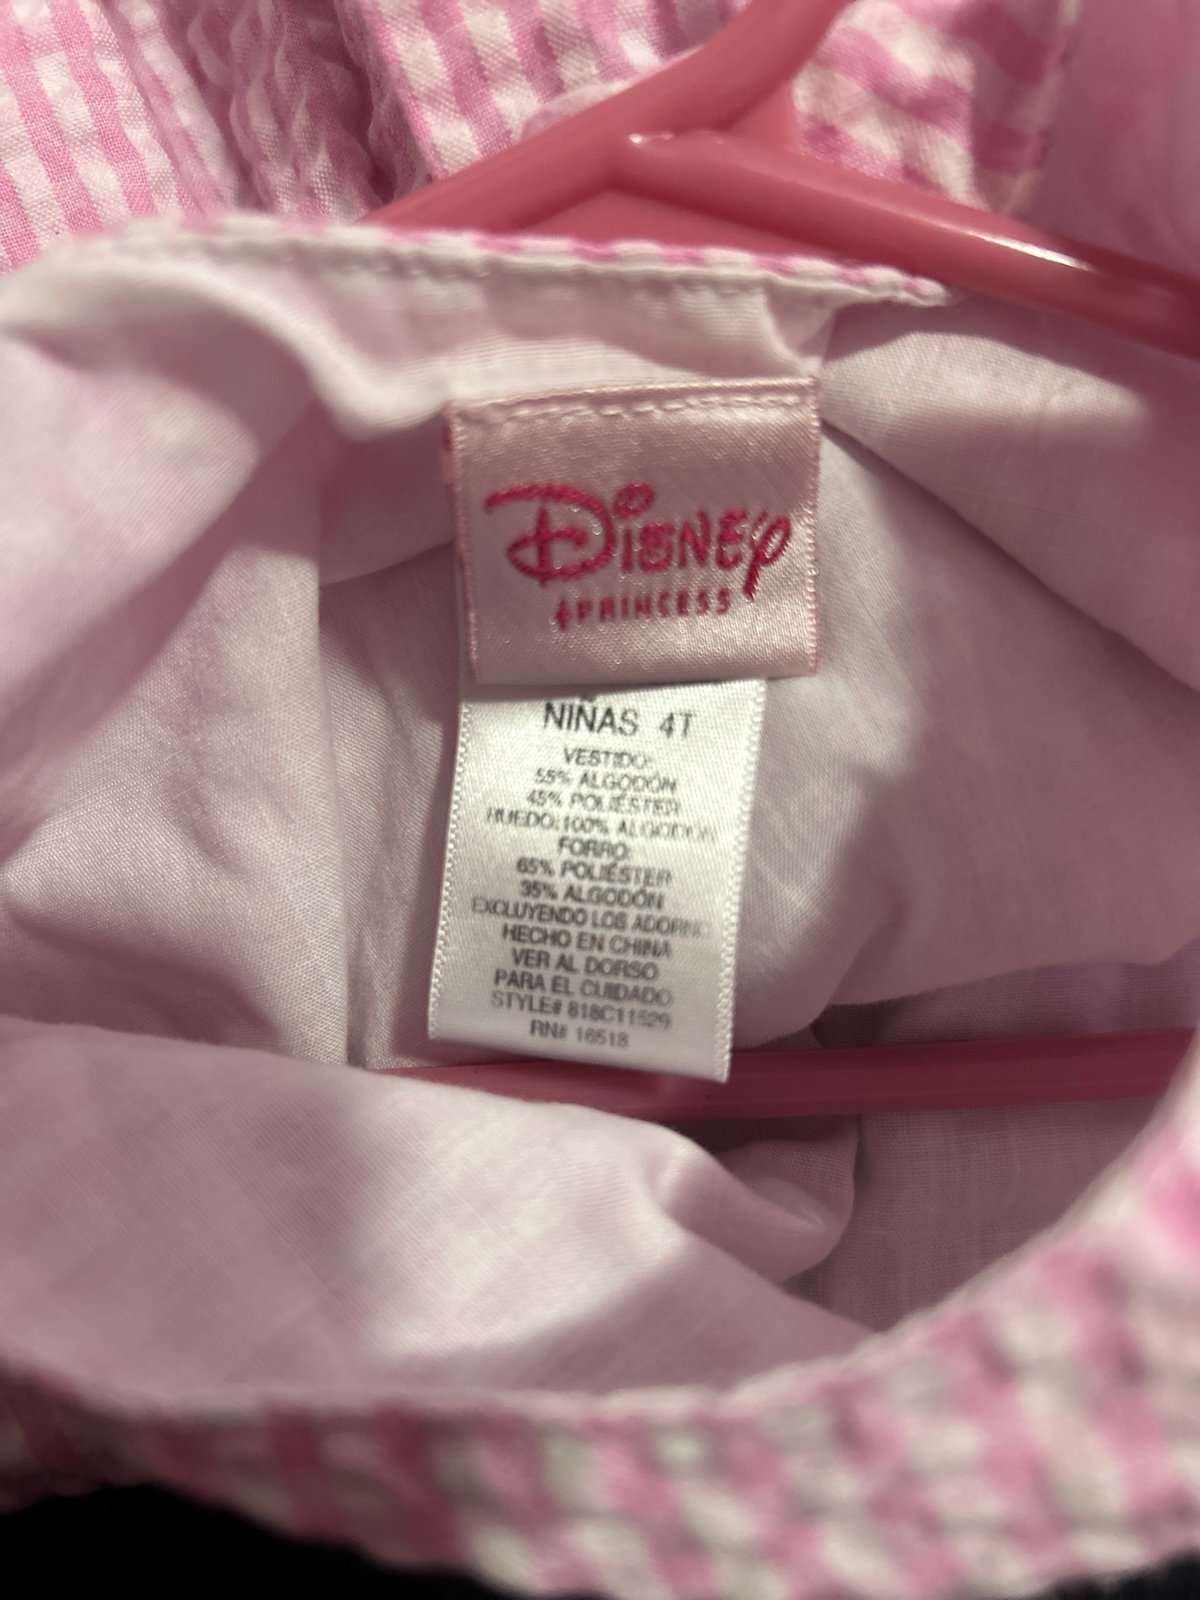 Disney
PRINCESS
NIÑAS 4T
VESTIDO:
55% ALGODÓN
45% POLIÉSTER
RUEDO: 100% ALGODÓN
FORRO:
65% POLIÉSTER
35% ALGODÓN
EXCLUYENDO LOS ADORNO
HECHO EN CHINA
VER AL DORSO
PARA EL CUIDADO
STYLE# 818C11529
RN# 16518